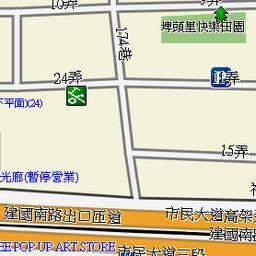 10弄
174巷
埤頭里快樂田園
24弄
弄
下平面)(24)
15弄
光廊(暫停營業)
建國南路出口匝道
市民大道高架
建國南
EE POP UP ART STORE
市民大道三段